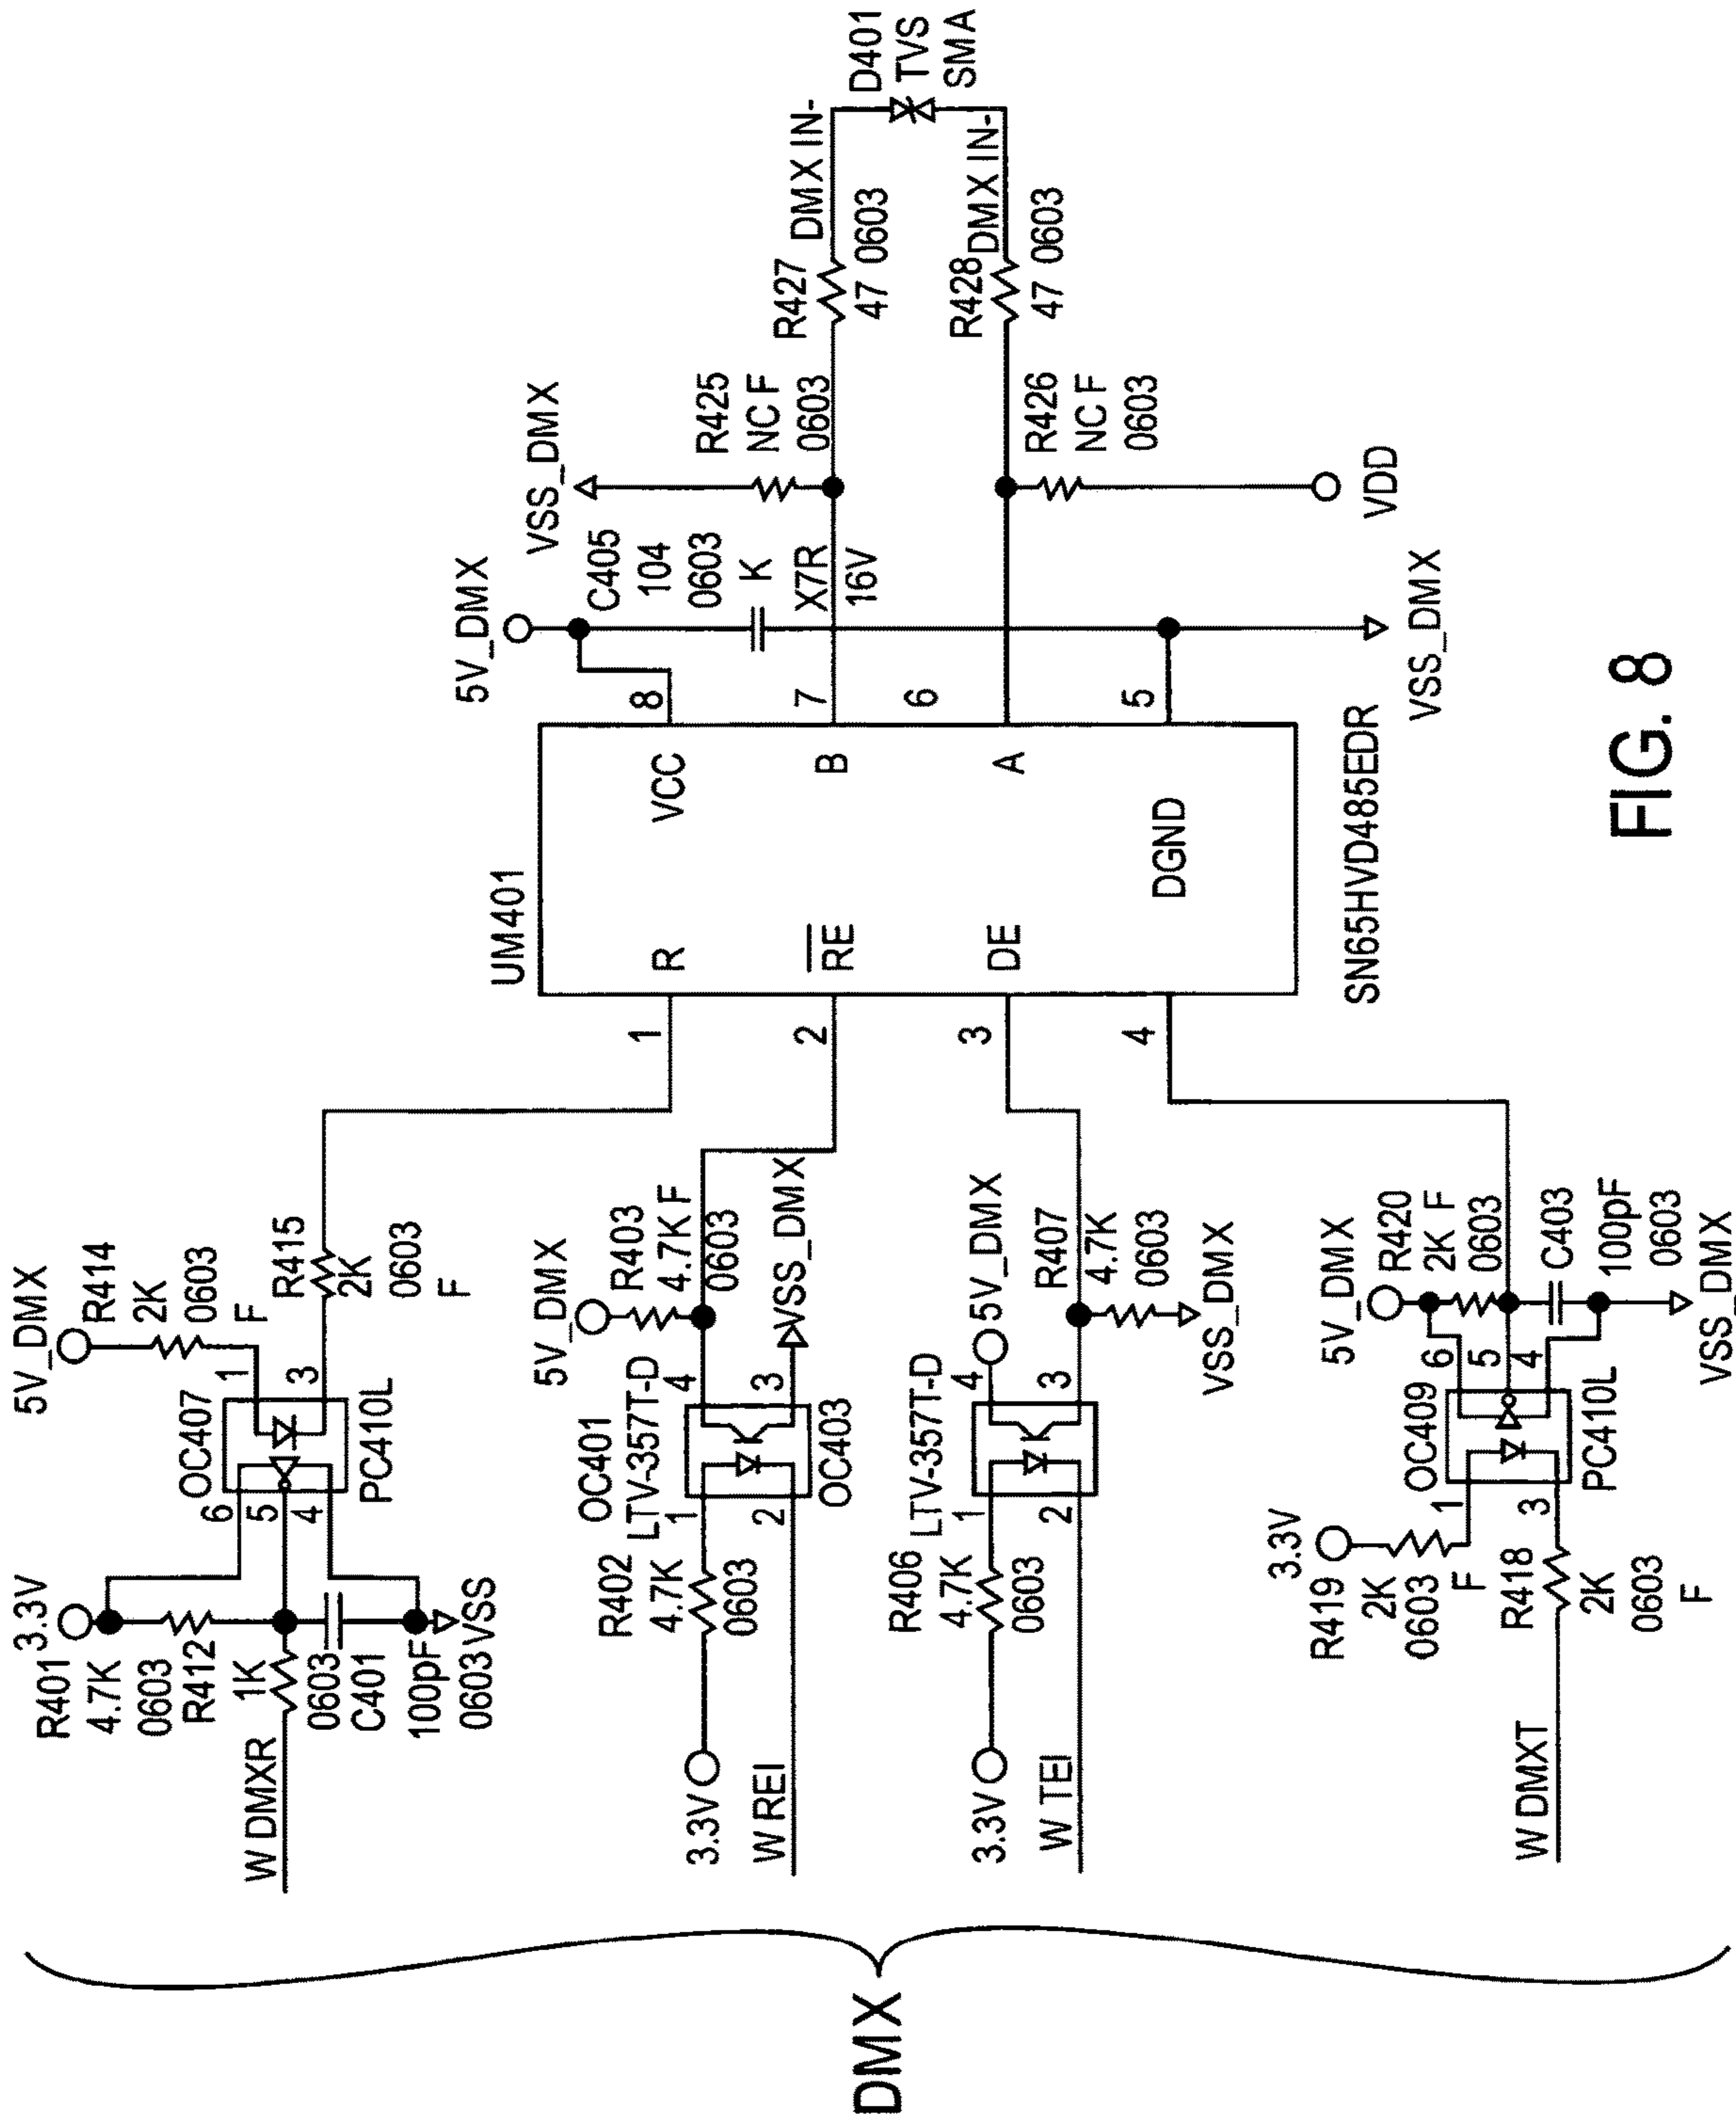 DMX
W DMXR
3.3V
R401
4.7K
0603
R412
1K
0603
C401
100pF
0603
VSS
6
5
4
OC407
PC410L
1
3
5V_DMX
R414
2K
0603
F
R415
2K
0603
F
3.3V
W REI
R402
4.7K
0603
OC401
LTV-357T-D
1
2
4
3
OC403
5V_DMX
R403
4.7K F
0603
VSS_DMX
3.3V
W TEI
R406
4.7K
0603
LTV-357T-D
1
2
4
3
5V_DMX
R407
4.7K
0603
VSS_DMX
W DMXT
3.3V
R419
2K
0603
F
R418
2K
0603
F
1
3
OC409
PC410L
6
5
4
5V_DMX
R420
2K F
0603
C403
100pF
0603
VSS_DMX
UM401
1
2
3
4
R
RE
DE
VCC
B
A
DGND
8
7
6
5
SN65HVD485EDR
5V_DMX
C405
104
0603
K
X7R
16V
VSS_DMX
VSS_DMX
R425
NC F
0603
R426
NC F
0603
VDD
R427
47 0603
DMX IN-
R428
47 0603
DMX IN-
D401
TVS
SMA
FIG. 8